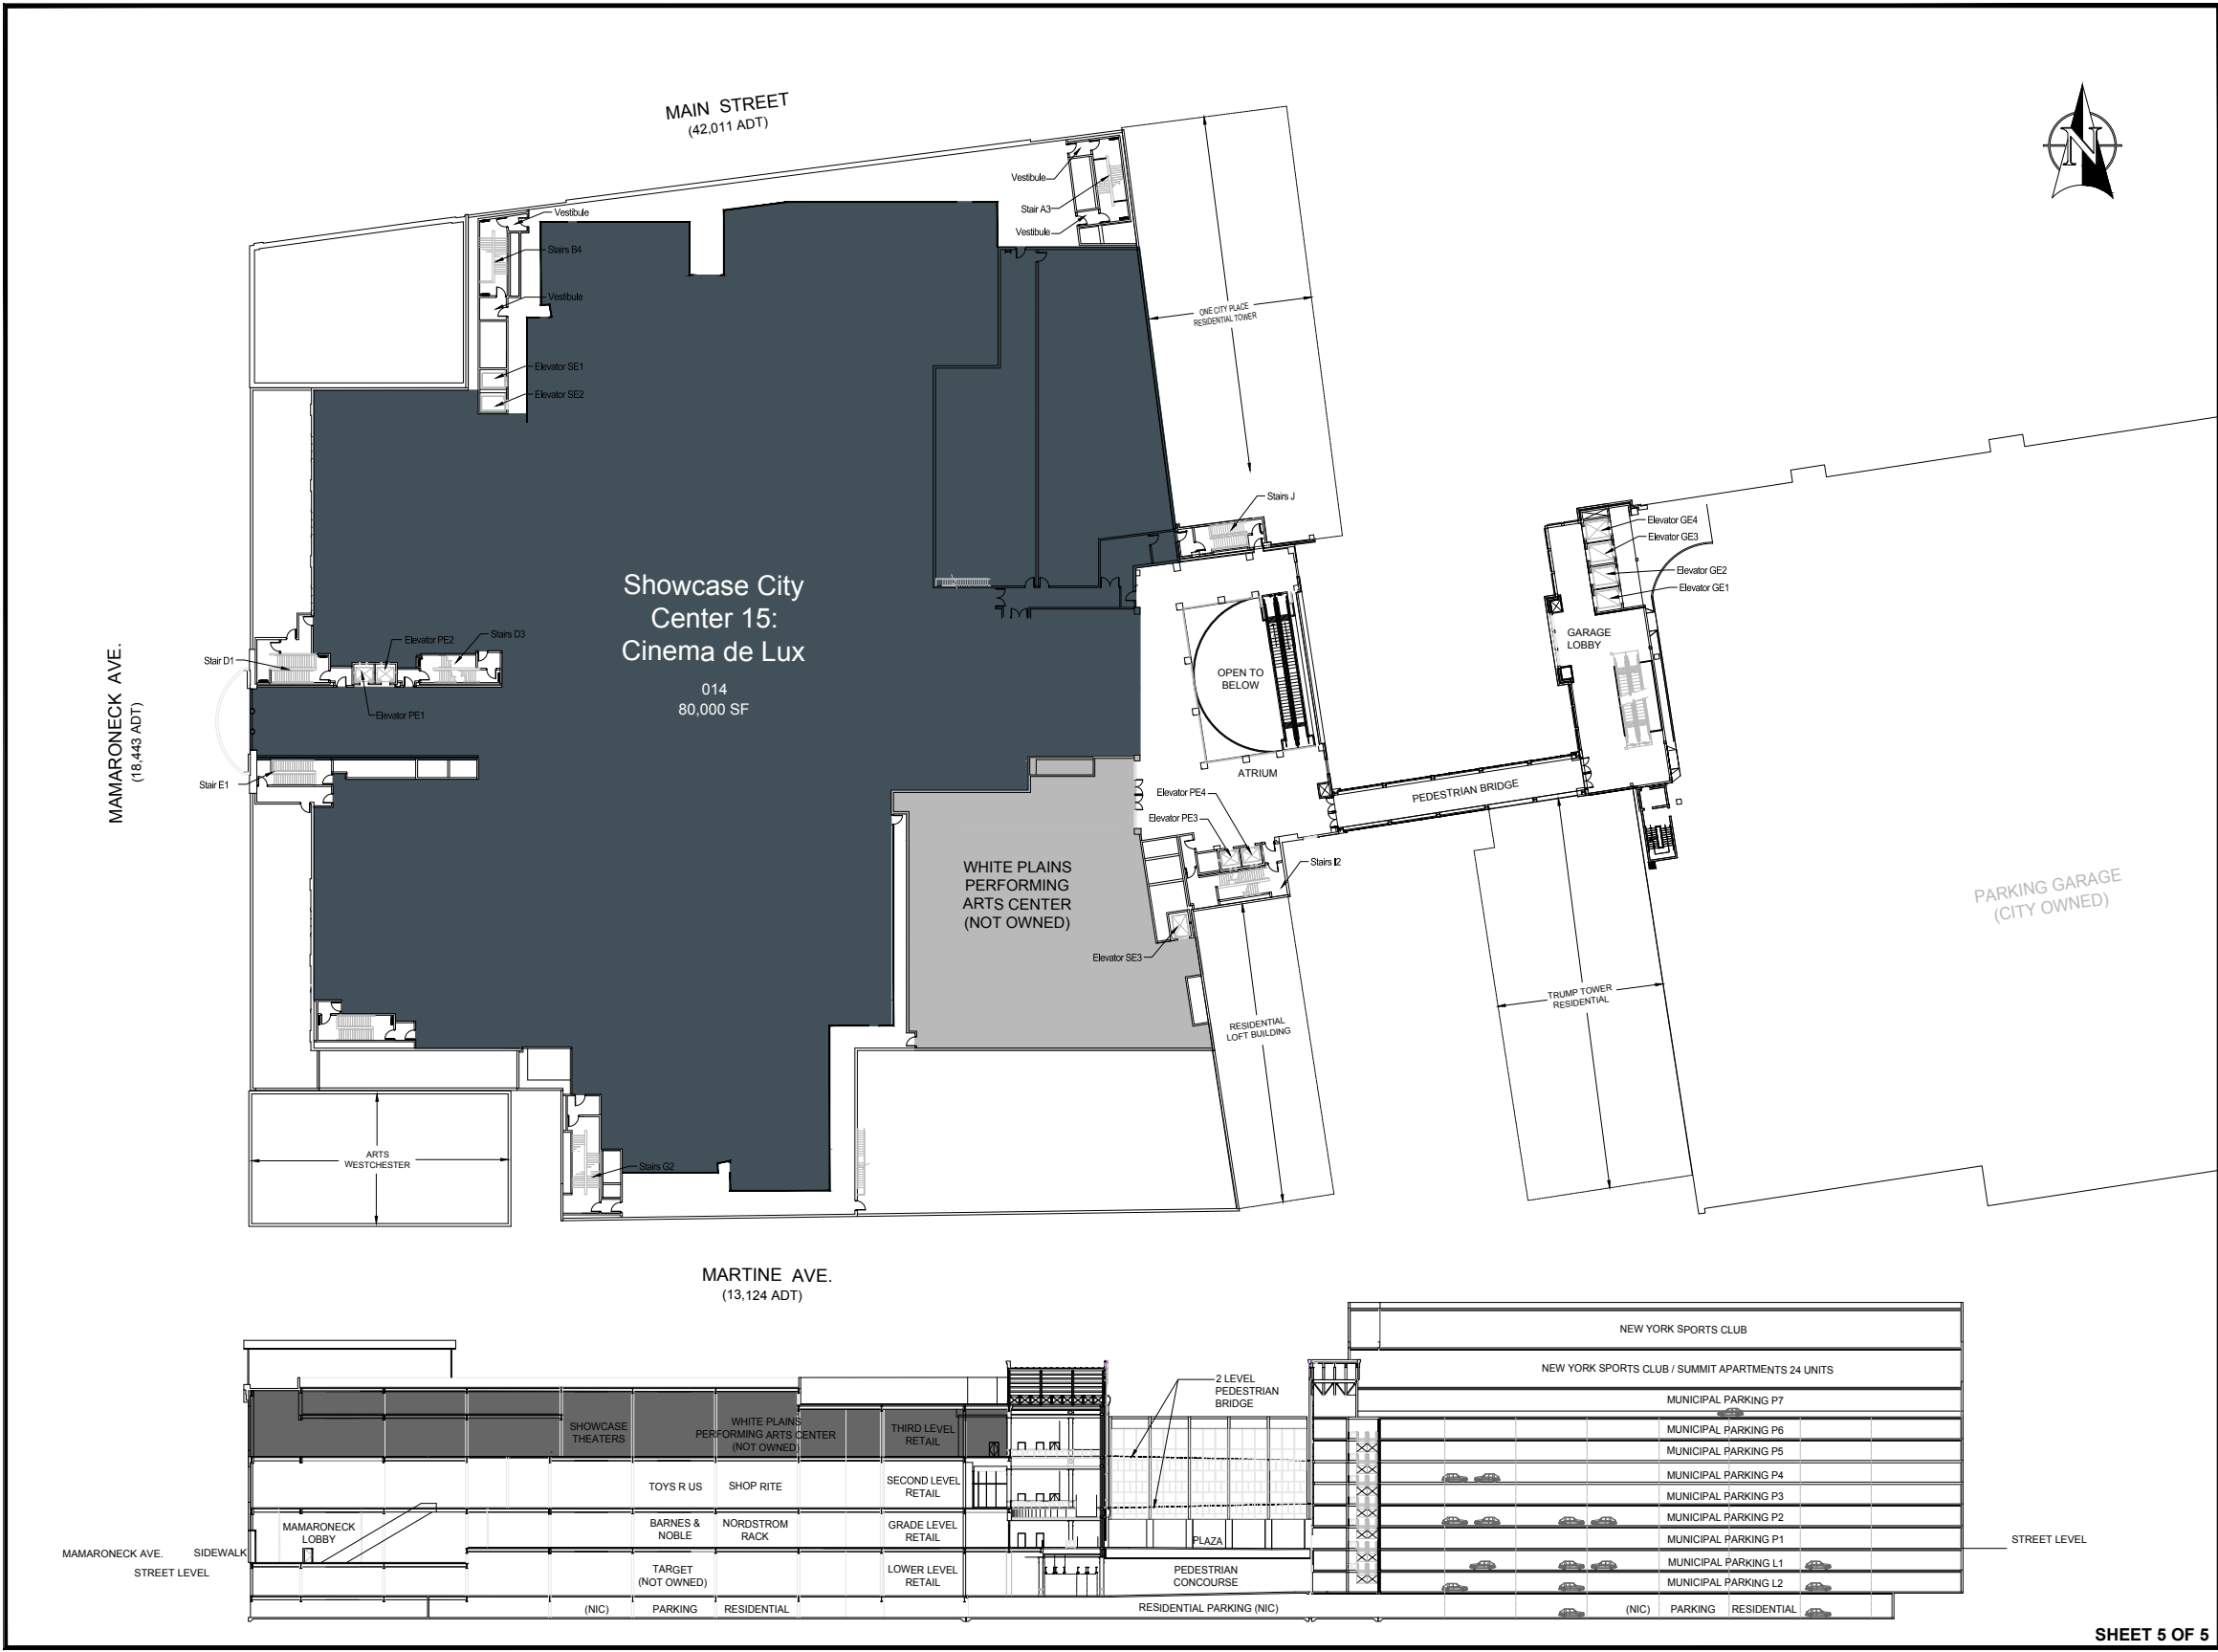 MAIN STREET
(42,011 ADT)
N
Vestibule
Stair A3
Vestibule
Vestibule
Stairs B4
Vestibule
Elevator SE1
Elevator SE2
ONE CITY PLACE
RESIDENTIAL TOWER
Stairs J
Elevator GE4
Elevator GE3
Elevator GE2
Elevator GE1
GARAGE
LOBBY
Showcase City
Center 15:
Cinema de Lux
014
80,000 SF
MAMARONECK AVE.
(18,443 ADT)
Stair D1
Elevator PE2
Stairs D3
Elevator PE1
Stair E1
OPEN TO
BELOW
ATRIUM
PEDESTRIAN BRIDGE
Elevator PE4
Elevator PE3
Stairs I2
WHITE PLAINS
PERFORMING
ARTS CENTER
(NOT OWNED)
Elevator SE3
PARKING GARAGE
(CITY OWNED)
TRUMP TOWER
RESIDENTIAL
RESIDENTIAL
LOFT BUILDING
ARTS
WESTCHESTER
Stairs G2
MARTINE AVE.
(13,124 ADT)
NEW YORK SPORTS CLUB
NEW YORK SPORTS CLUB / SUMMIT APARTMENTS 24 UNITS
2 LEVEL
PEDESTRIAN
BRIDGE
MUNICIPAL PARKING P7
SHOWCASE
THEATERS
WHITE PLAINS
PERFORMING ARTS CENTER
(NOT OWNED)
THIRD LEVEL
RETAIL
MUNICIPAL PARKING P6
MUNICIPAL PARKING P5
TOYS R US
SHOP RITE
SECOND LEVEL
RETAIL
MUNICIPAL PARKING P4
MUNICIPAL PARKING P3
MAMARONECK
LOBBY
BARNES &
NOBLE
NORDSTROM
RACK
GRADE LEVEL
RETAIL
MUNICIPAL PARKING P2
PLAZA
MUNICIPAL PARKING P1
STREET LEVEL
MAMARONECK AVE.
SIDEWALK
STREET LEVEL
TARGET
(NOT OWNED)
LOWER LEVEL
RETAIL
PEDESTRIAN
CONCOURSE
MUNICIPAL PARKING L1
MUNICIPAL PARKING L2
(NIC) PARKING RESIDENTIAL
RESIDENTIAL PARKING (NIC)
(NIC) PARKING RESIDENTIAL
SHEET 5 OF 5